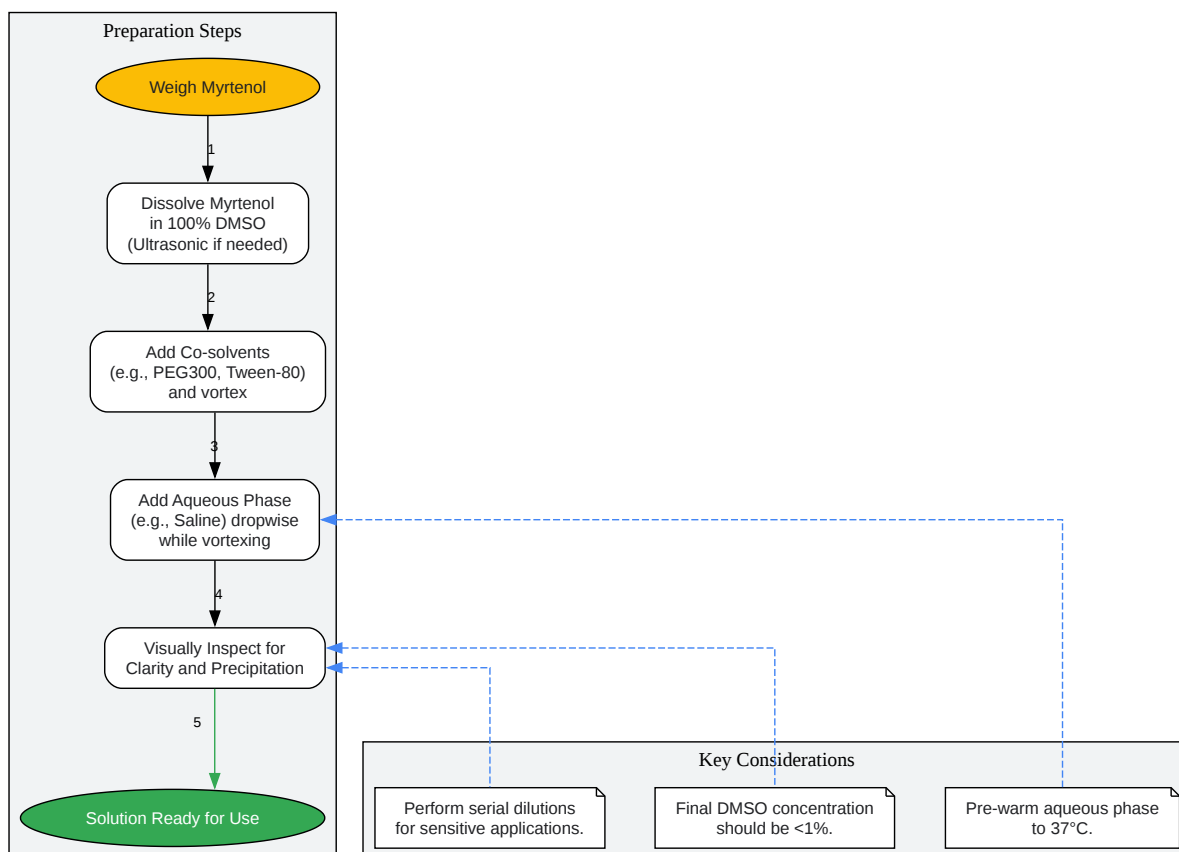 Preparation Steps
Weigh Myrtenol
1
Dissolve Myrtenol
in 100% DMSO
(Ultrasonic if needed)
2
Add Co-solvents
(e.g., PEG300, Tween-80)
and vortex
3
Add Aqueous Phase
(e.g., Saline) dropwise
while vortexing
4
Visually Inspect for
Clarity and Precipitation
5
Solution Ready for Use
Key Considerations
Perform serial dilutions
for sensitive applications.
Final DMSO concentration
should be <1%.
Pre-warm aqueous phase
to 37°C.